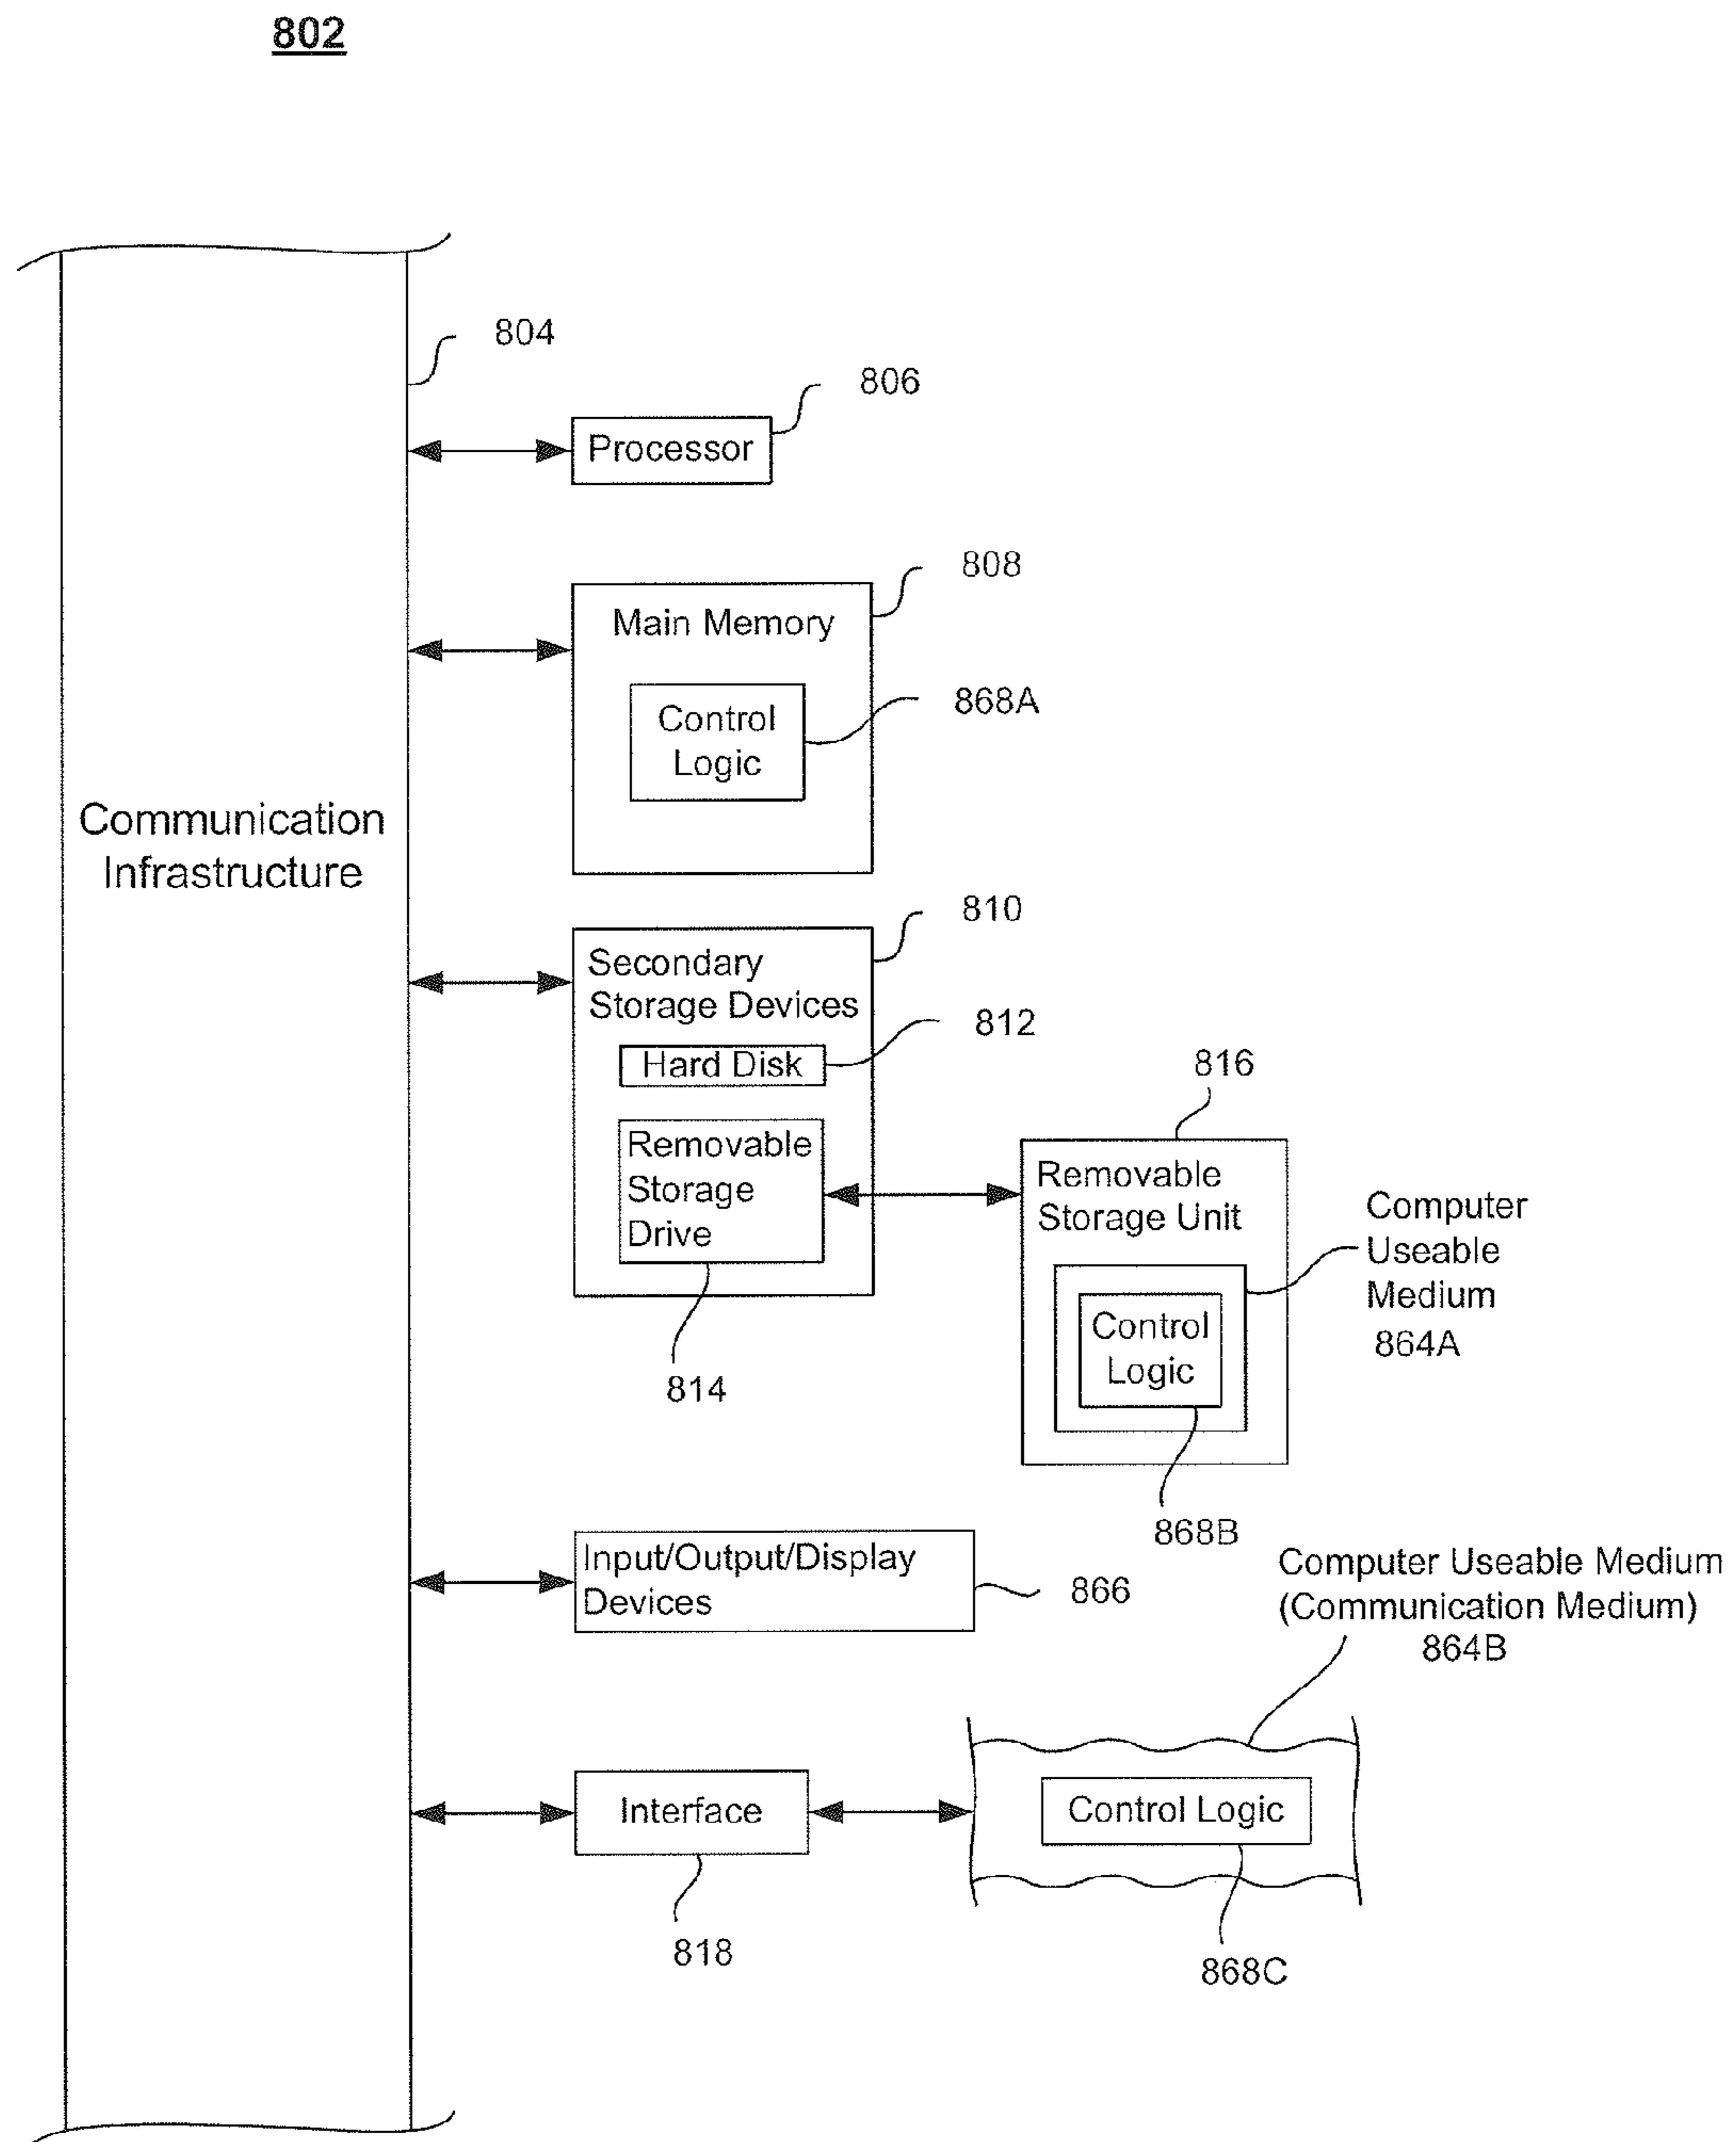 802
804
806
Processor
808
Main Memory
868A
Control
Logic
Communication
Infrastructure
810
Secondary
Storage Devices
812
Hard Disk
816
Removable
Storage
Drive
Removable
Storage Unit
Computer
Useable
Medium
864A
Control
Logic
814
868B
Input/Output/Display
Devices
866
Computer Useable Medium
(Communication Medium)
864B
Interface
Control Logic
818
868C